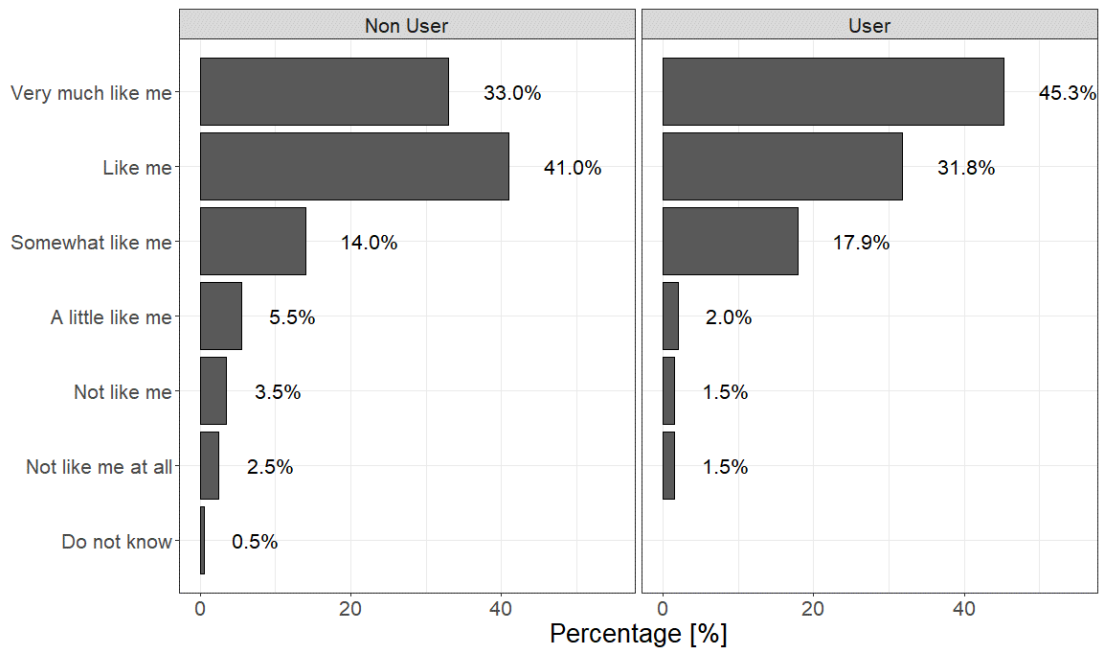 Non User User
Very much like me 33.0% 45.3%
Like me 41.0% 31.8%
Somewhat like me 14.0% 17.9%
A little like me 5.5% 2.0%
Not like me 3.5% 1.5%
Not like me at all 2.5% 1.5%
Do not know 0.5%
0 20 40 0 20 40
Percentage [%]